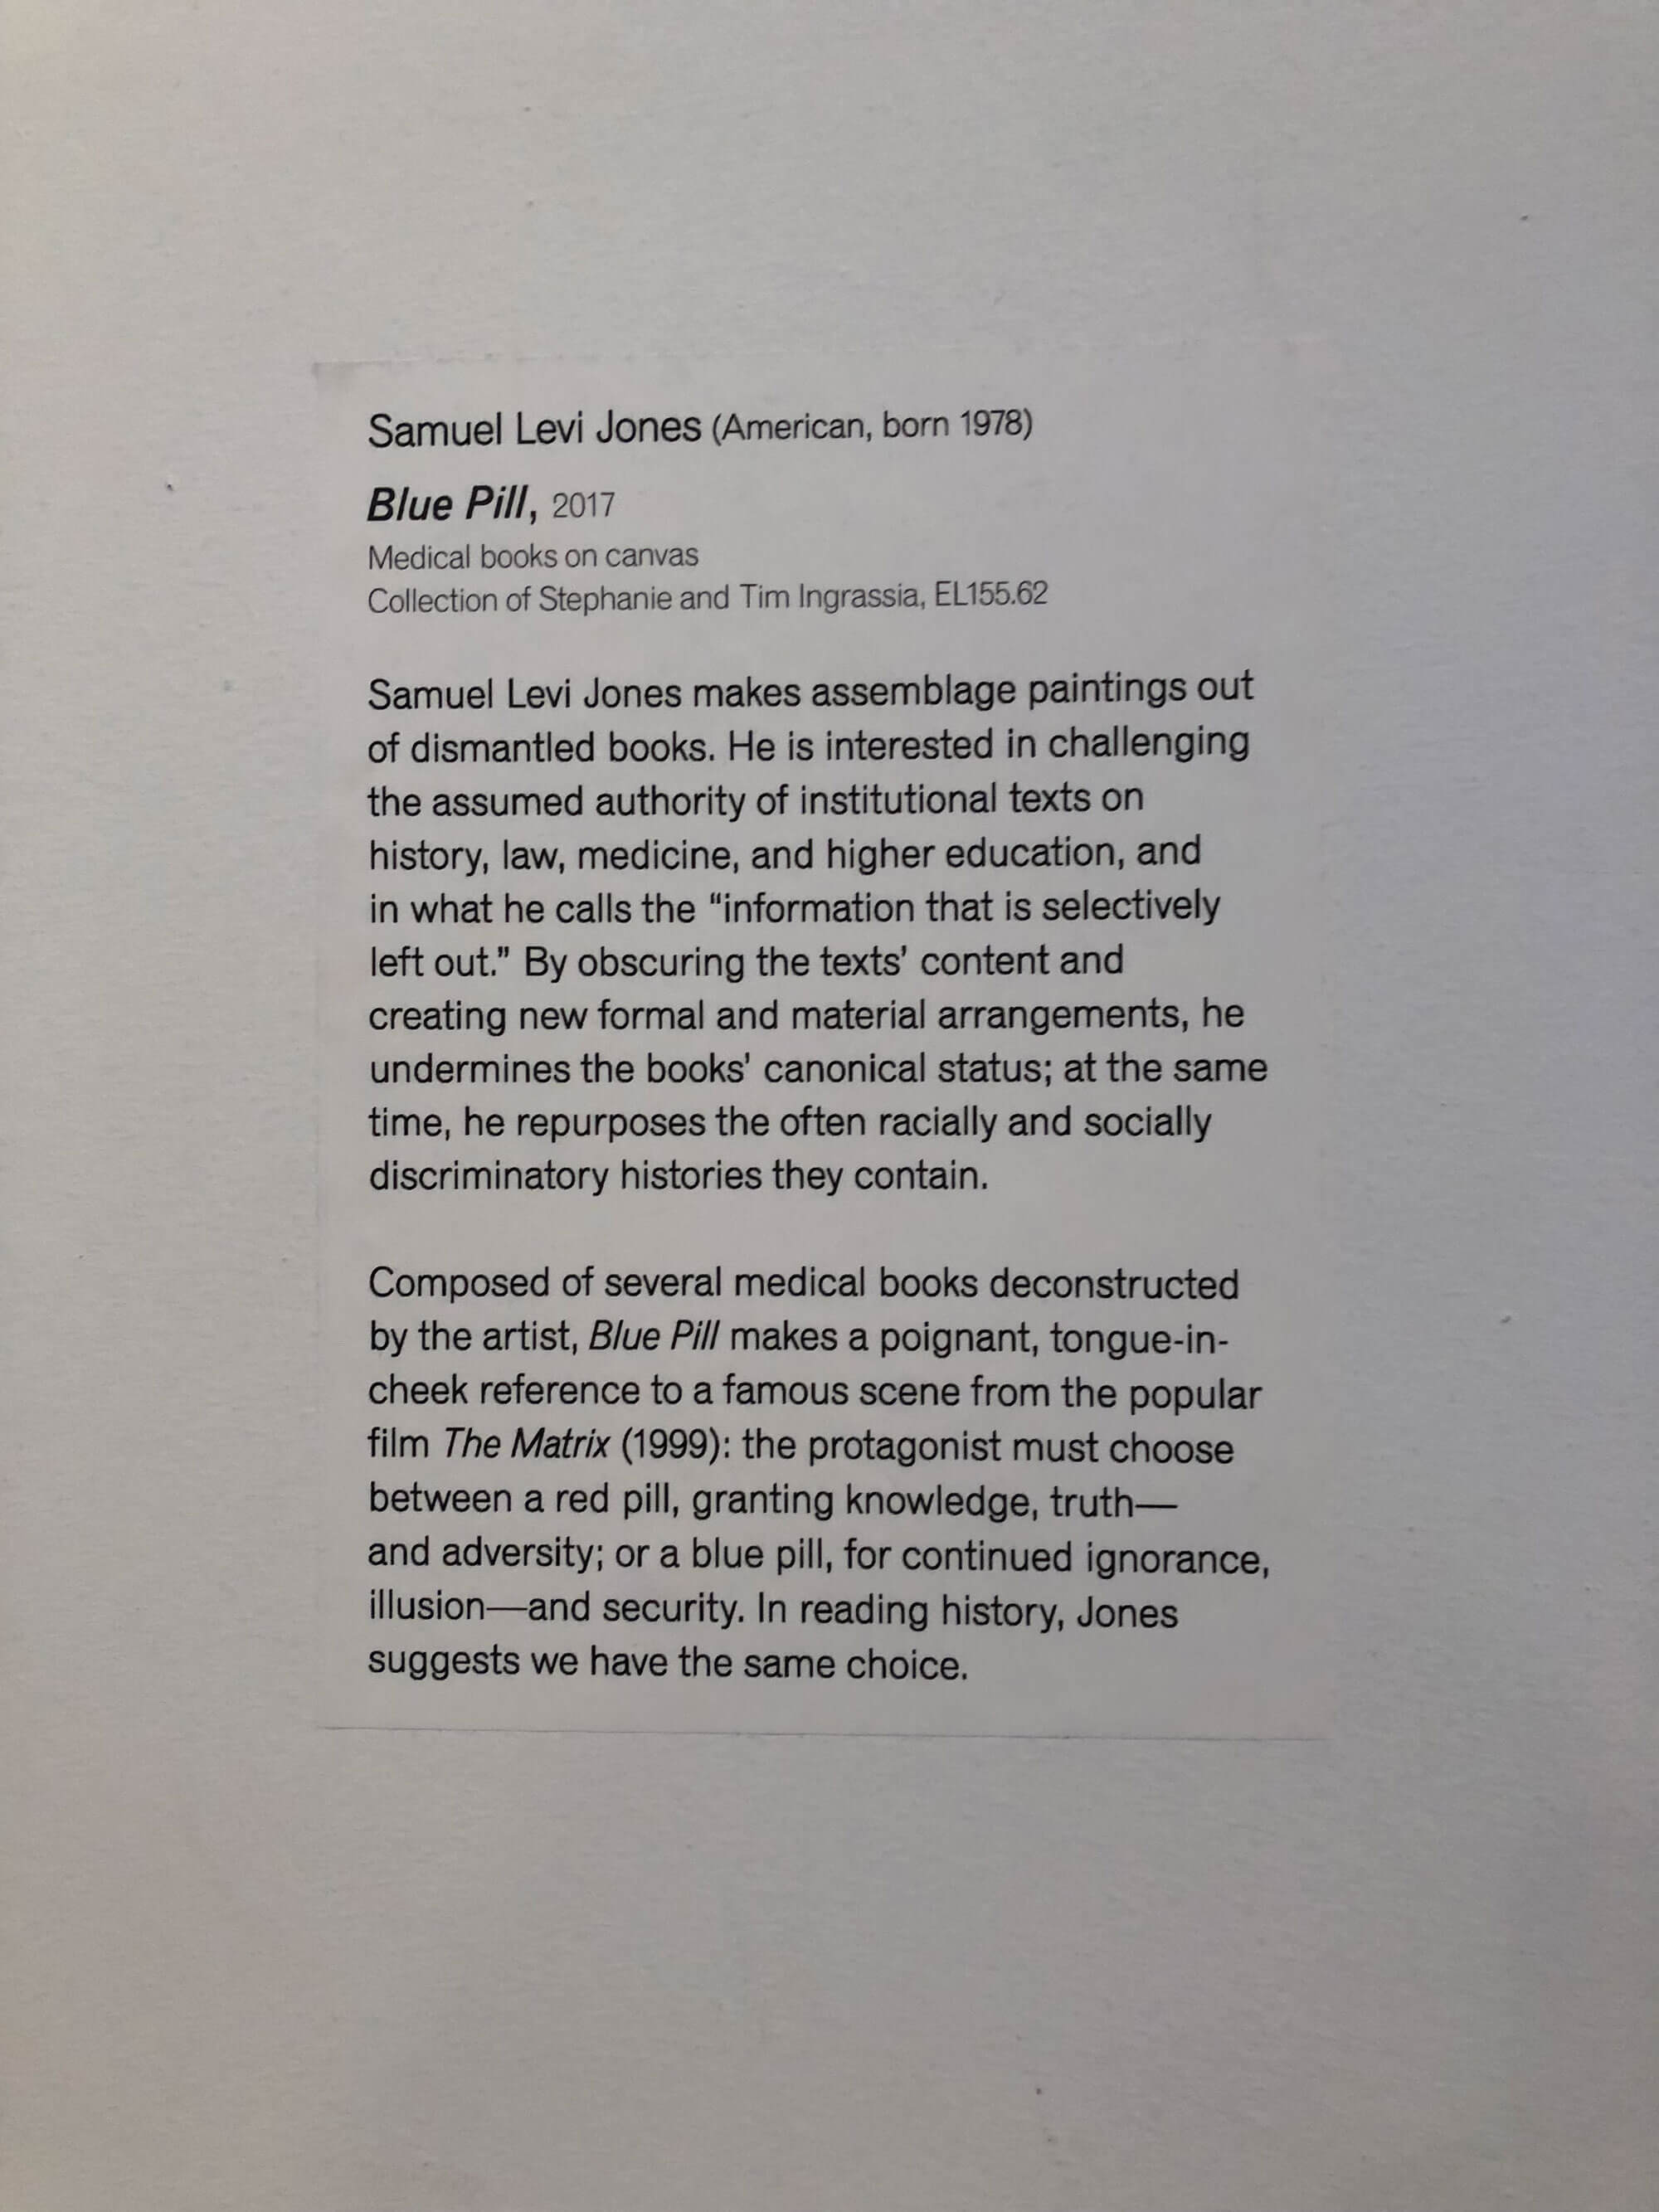 Samuel Levi Jones (American, born 1978)
Blue Pill, 2017
Medical books on canvas
Collection of Stephanie and Tim Ingrassia, EL155.62
Samuel Levi Jones makes assemblage paintings out
of dismantled books. He is interested in challenging
the assumed authority of institutional texts on
history, law, medicine, and higher education, and
in what he calls the “information that is selectively
left out.” By obscuring the texts’ content and
creating new formal and material arrangements, he
undermines the books’ canonical status; at the same
time, he repurposes the often racially and socially
discriminatory histories they contain.
Composed of several medical books deconstructed
by the artist, Blue Pill makes a poignant, tongue-in-
cheek reference to a famous scene from the popular
film The Matrix (1999): the protagonist must choose
between a red pill, granting knowledge, truth—
and adversity; or a blue pill, for continued ignorance,
illusion—and security. In reading history, Jones
suggests we have the same choice.